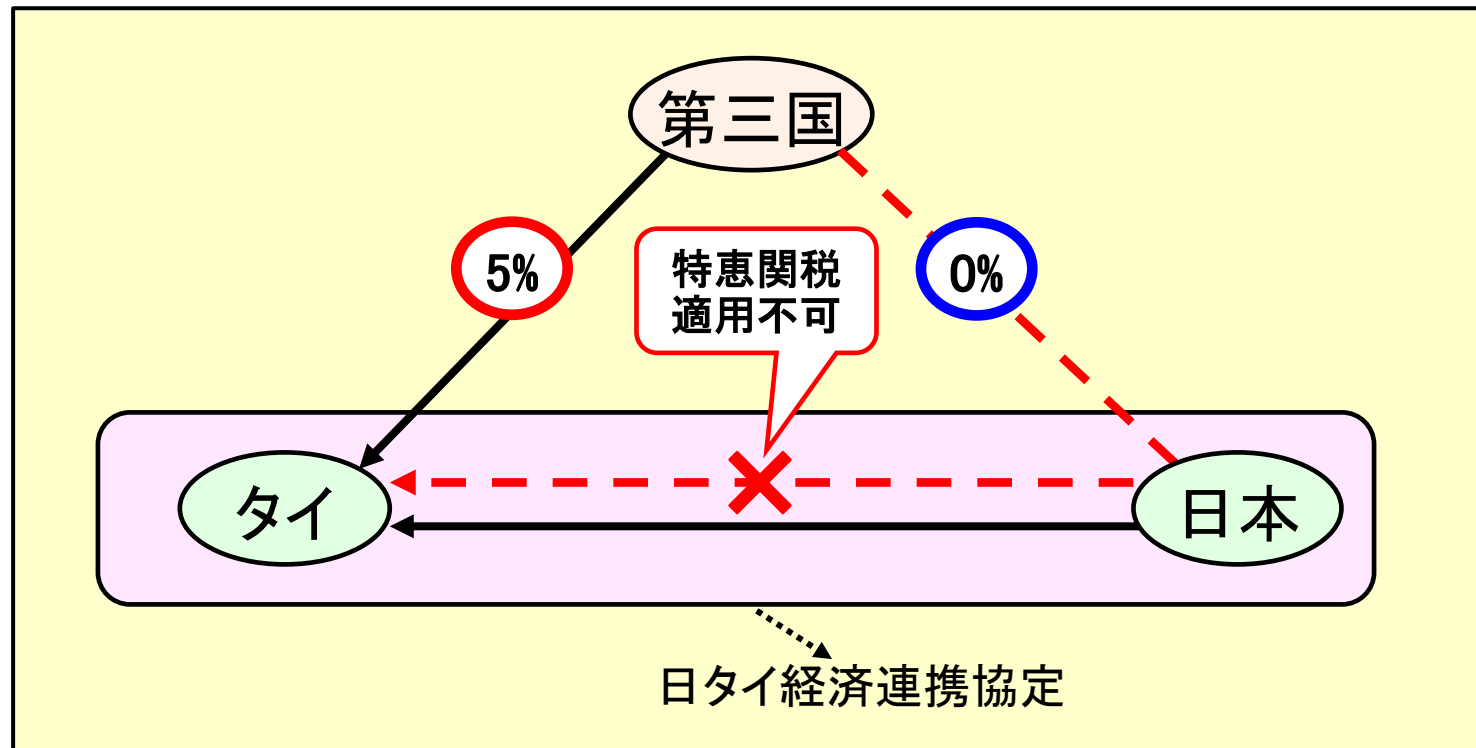 第三国
5%
特恵関税
適用不可
0%
タイ
日本
日タイ経済連携協定